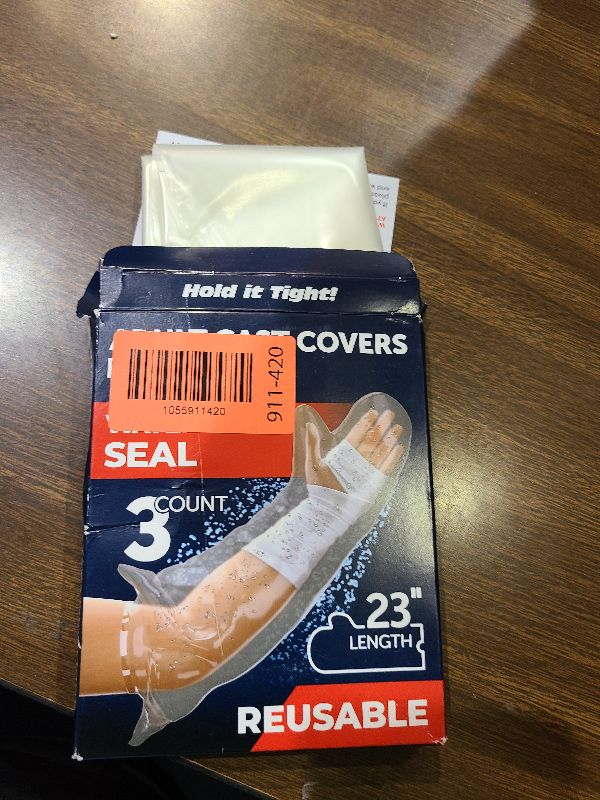 Hold it Tight!
COVERS
1055911420
911-420
SEAL
3 COUNT
23"
LENGTH
REUSABLE